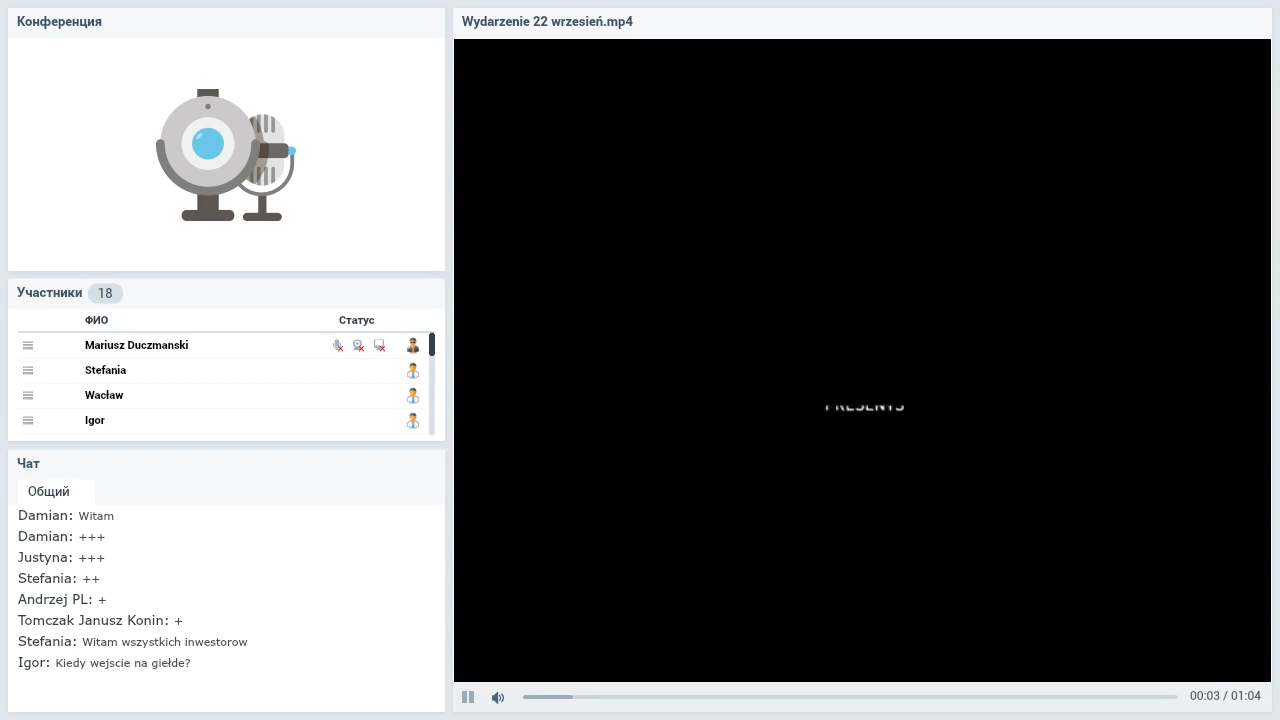 Конференция
Участники 18
ФИО Статус
Mariusz Duczmanski
Stefania
Wacław
Igor
Чат
Общий
Damian: Witam
Damian: +++
Justyna: +++
Stefania: ++
Andrzej PL: +
Tomczak Janusz Konin: +
Stefania: Witam wszystkich inwestorow
Igor: Kiedy wejscie na giełde?
Wydarzenie 22 wrzesień.mp4
PRESENTS
00:03 / 01:04